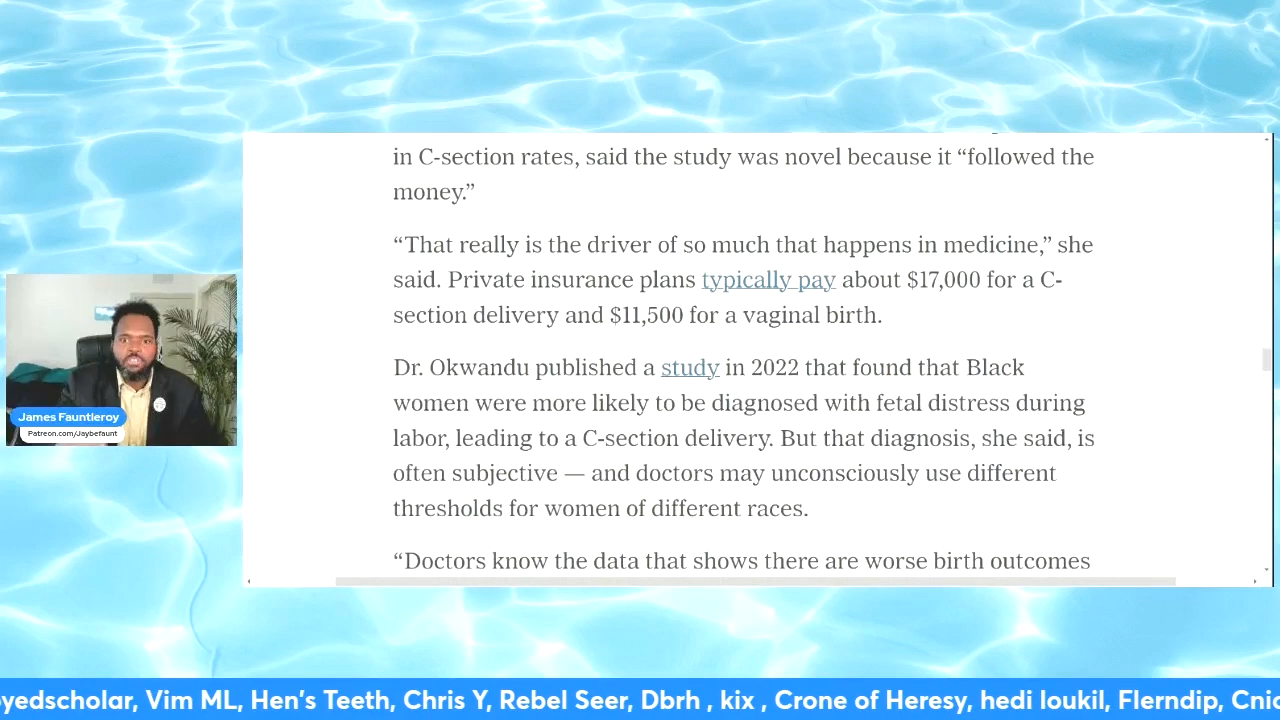 in C-section rates, said the study was novel because it “followed the
money.”
“That really is the driver of so much that happens in medicine,” she
said. Private insurance plans typically pay about $17,000 for a C-
section delivery and $11,500 for a vaginal birth.
Dr. Okwandu published a study in 2022 that found that Black
women were more likely to be diagnosed with fetal distress during
labor, leading to a C-section delivery. But that diagnosis, she said, is
often subjective — and doctors may unconsciously use different
thresholds for women of different races.
“Doctors know the data that shows there are worse birth outcomes
James Fauntleroy
Patreon.com/Jaybefaunt
yedscholar, Vim ML, Hen's Teeth, Chris Y, Rebel Seer, Dbrh , kix , Crone of Heresy, hedi loukil, Flerndip, Cni